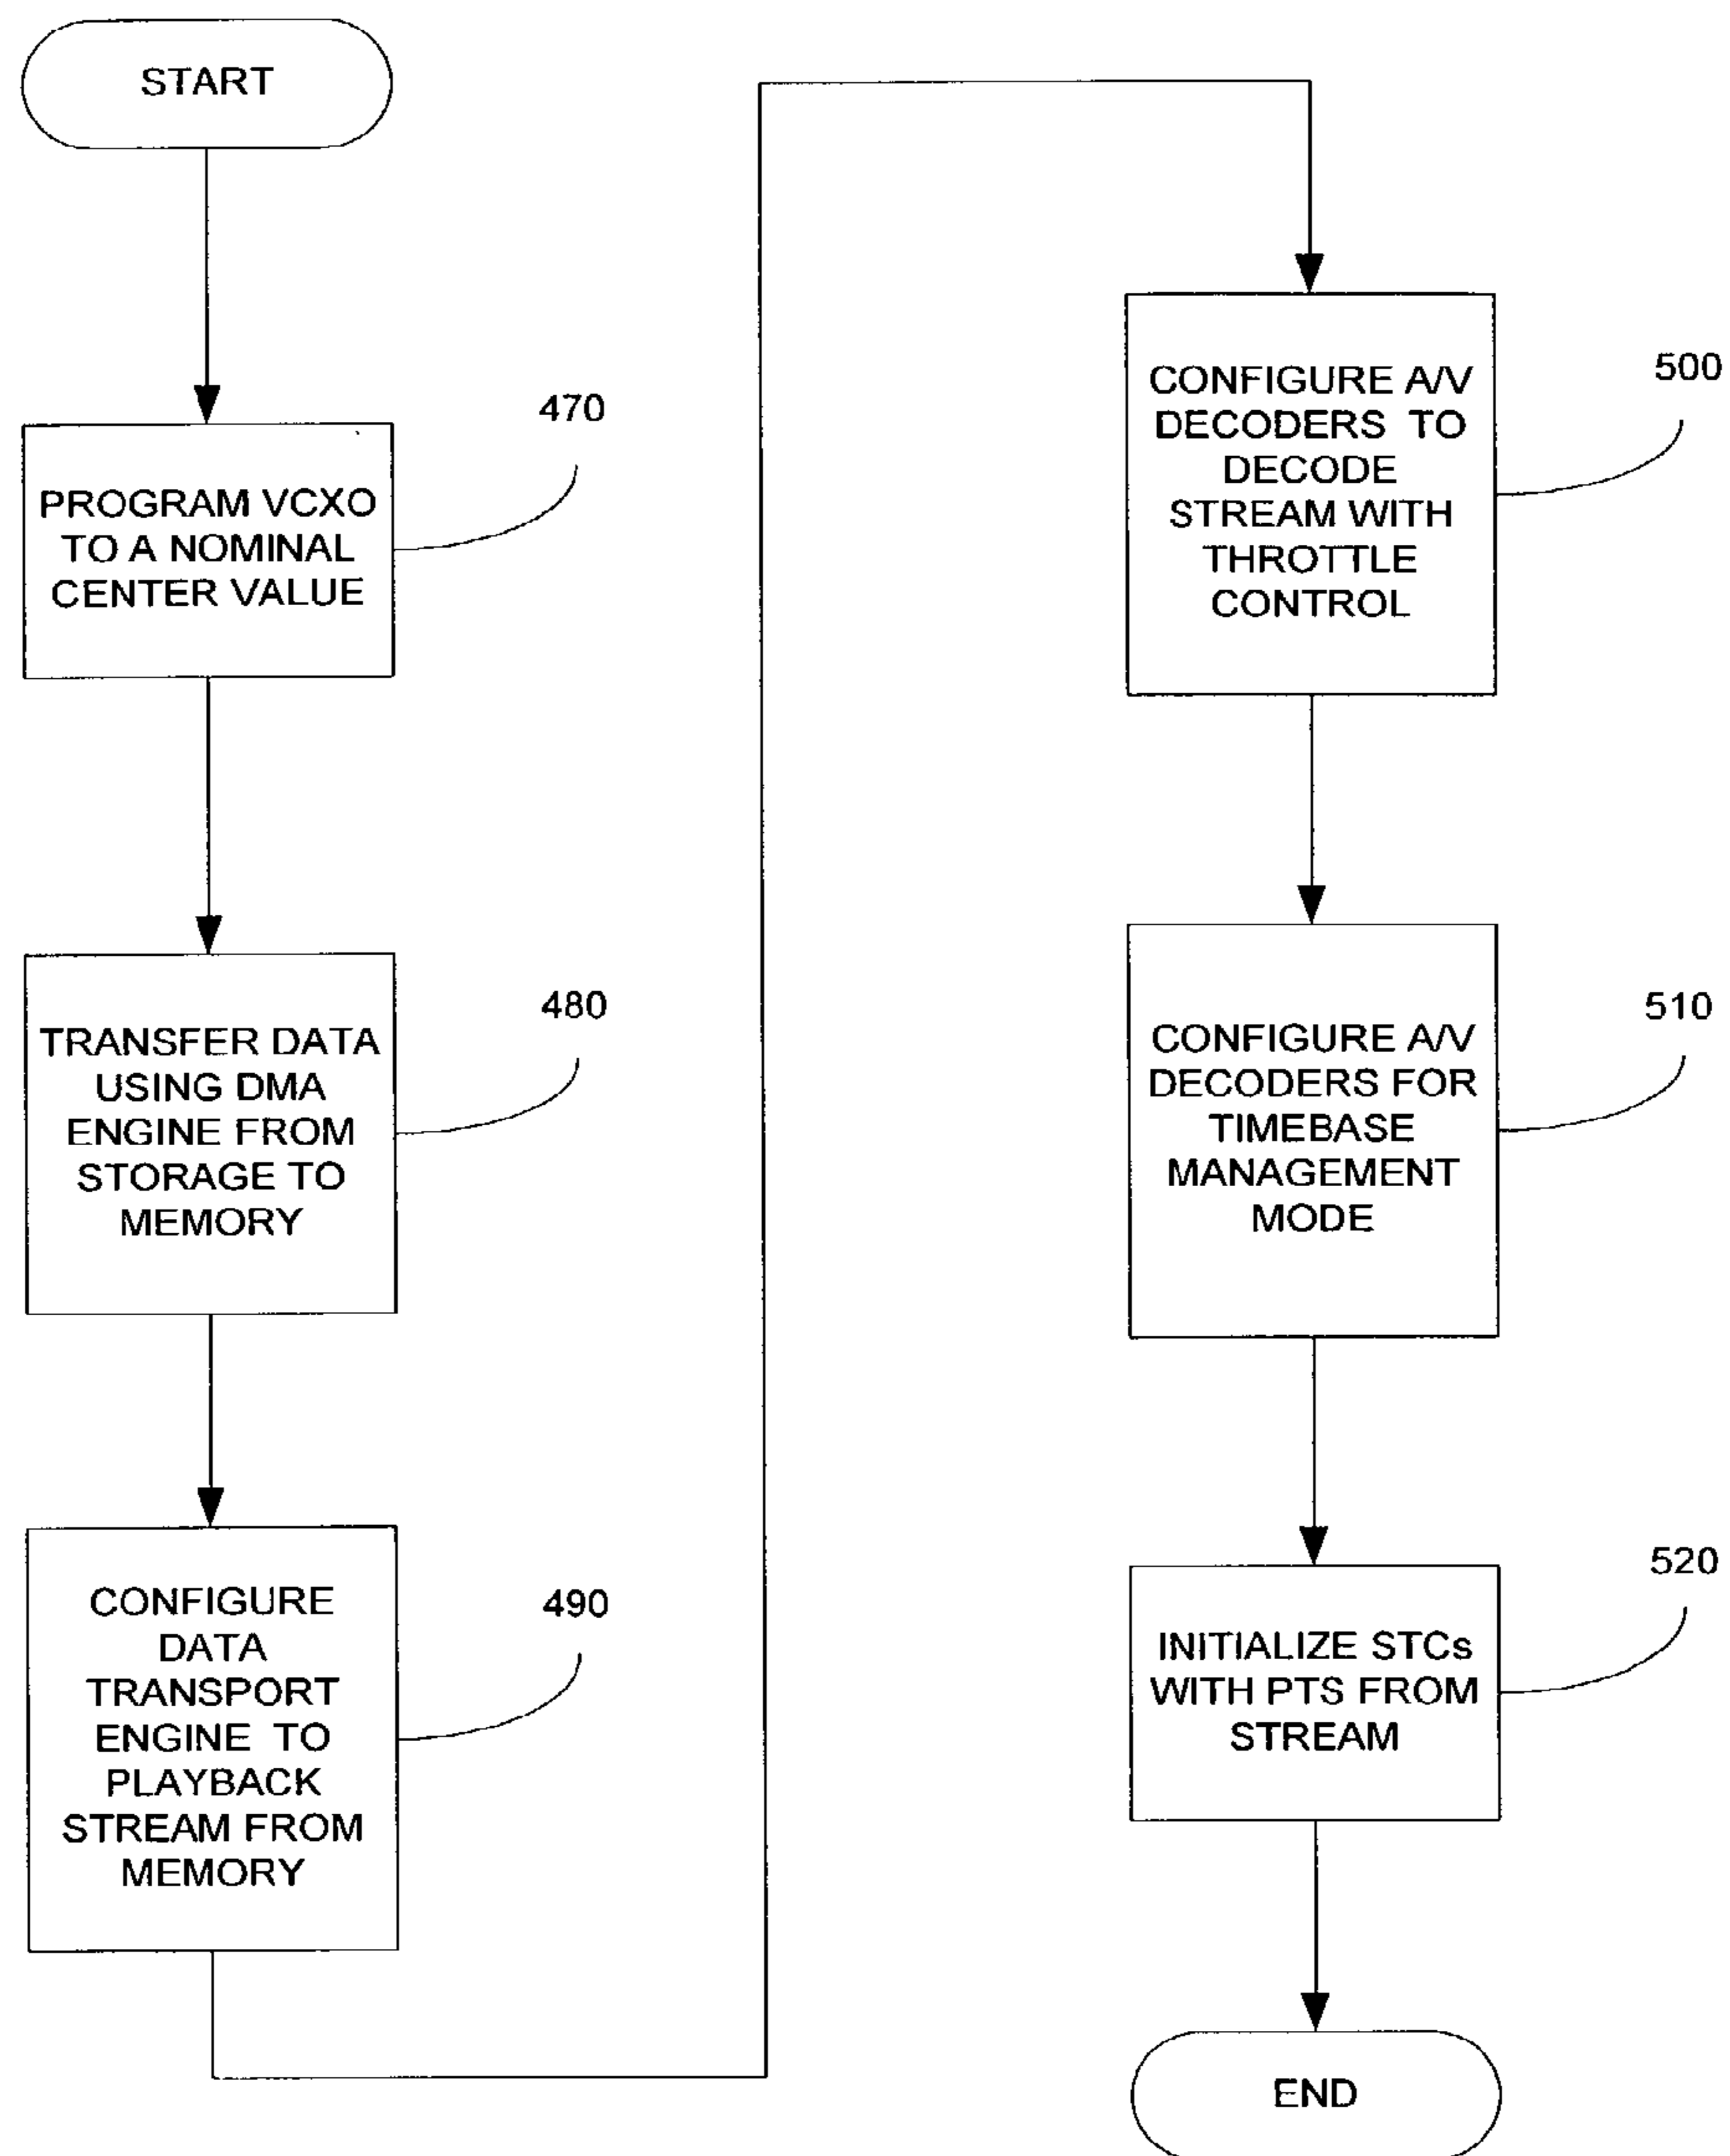 START
470
PROGRAM VCXO
TO A NOMINAL
CENTER VALUE
480
TRANSFER DATA
USING DMA
ENGINE FROM
STORAGE TO
MEMORY
490
CONFIGURE
DATA
TRANSPORT
ENGINE TO
PLAYBACK
STREAM FROM
MEMORY
500
CONFIGURE A/V
DECODERS TO
DECODE
STREAM WITH
THROTTLE
CONTROL
510
CONFIGURE A/V
DECODERS FOR
TIMEBASE
MANAGEMENT
MODE
520
INITIALIZE STCs
WITH PTS FROM
STREAM
END